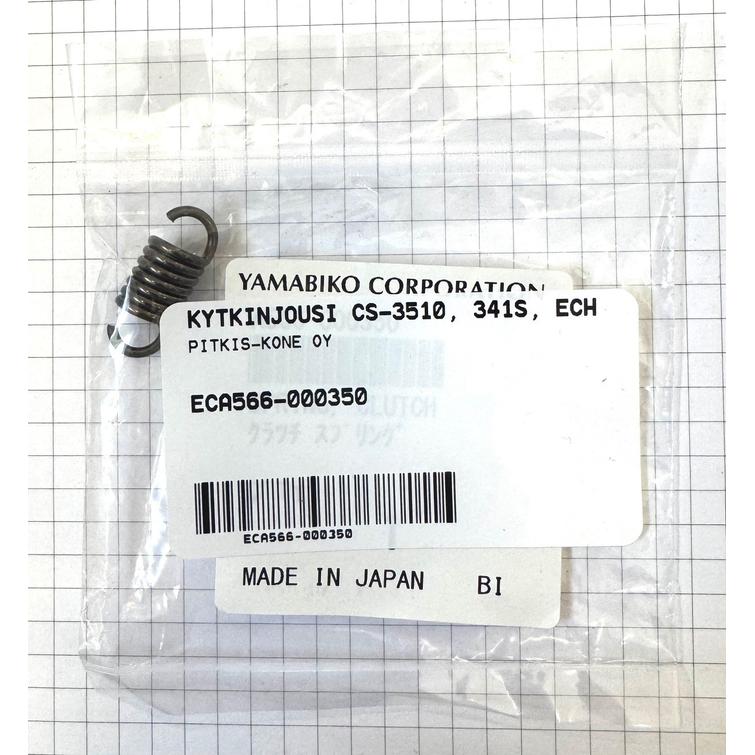 YAMABIKO CORPORATION
KYTKINJOUSI CS-3510, 341S, ECH
PITKIS-KONE OY
ECA566-000350
CLUTCH
クラツチ スプリング
ECA566-000350
MADE IN JAPAN BI